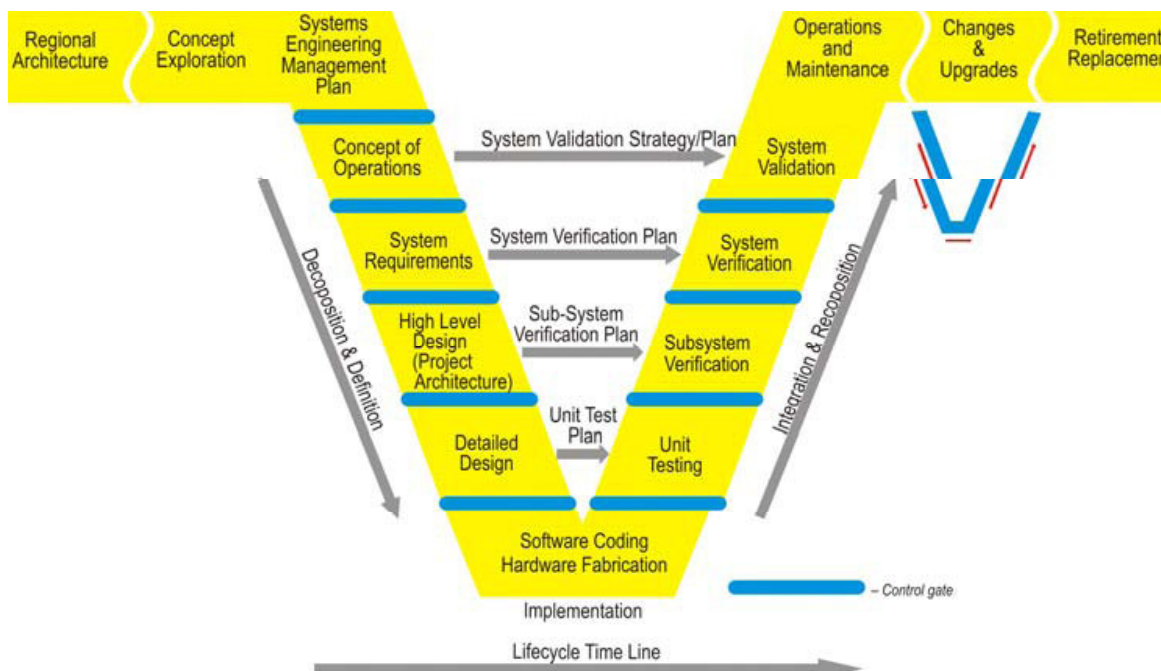 Regional
Architecture
Concept
Exploration
Systems
Engineering
Management
Plan
Operations
and
Maintenance
Changes
&
Upgrades
Retirement
Replacemen
Concept of
Operations
System Validation Strategy/Plan
System
Validation
System
Requirements
System Verification Plan
System
Verification
High Level
Design
(Project
Architecture)
Sub-System
Verification Plan
Subsystem
Verification
Detailed
Design
Unit Test
Plan
Unit
Testing
Decoposition & Definition
Integration & Recoposition
Software Coding
Hardware Fabrication
Implementation
– Control gate
Lifecycle Time Line